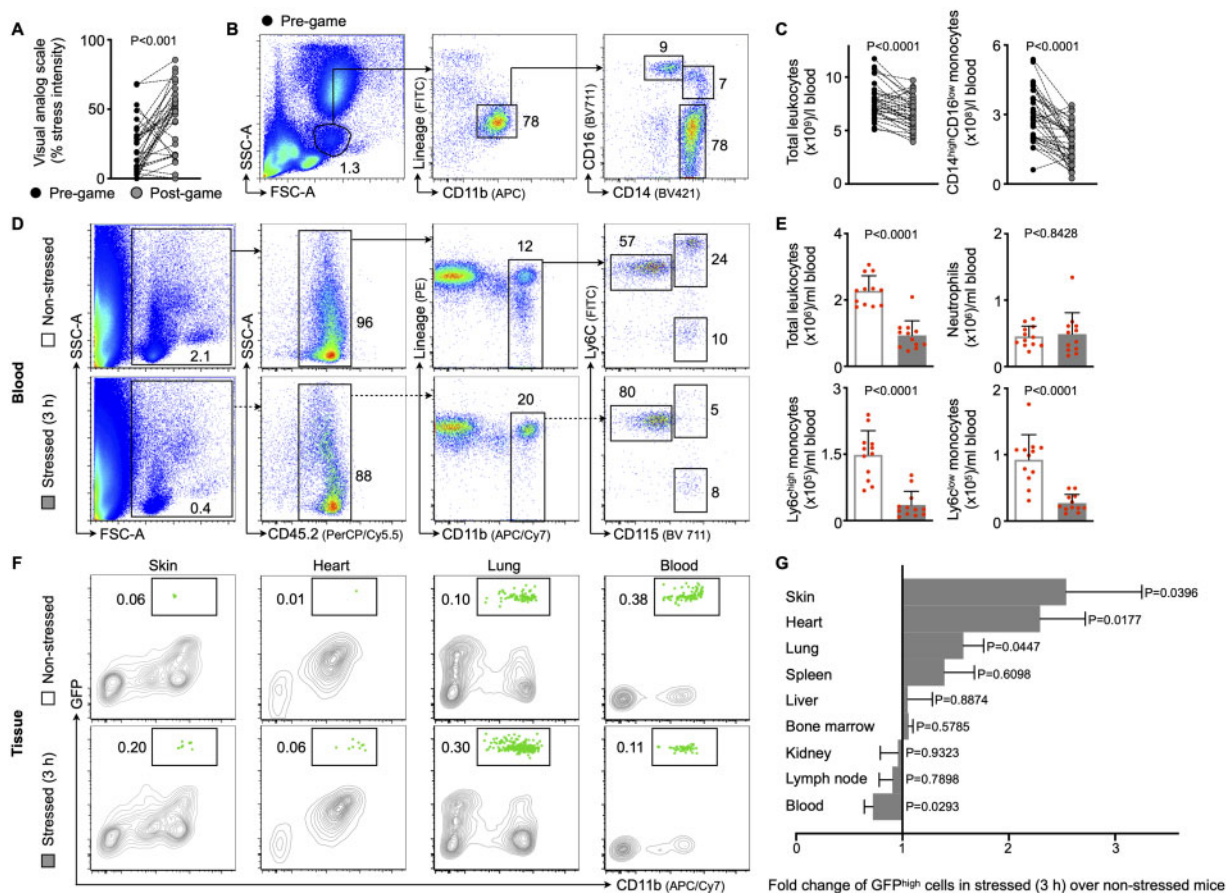 A
P<0.001
100
50
0
Visual analog scale
(% stress intensity)
Pre-game
Post-game
B
Pre-game
SSC-A
FSC-A
1.3
Lineage (FITC)
CD11b (APC)
78
CD16 (BV711)
CD14 (BV421)
9
7
78
C
P<0.0001
15
10
5
0
Total leukocytes
(x10⁹)/l blood
P<0.0001
6
3
0
CD14ʰⁱᵍʰCD16ˡᵒʷ monocytes
(x10⁸)/l blood
D
Blood
Non-stressed
Stressed (3 h)
SSC-A
FSC-A
2.1
0.4
SSC-A
CD45.2 (PerCP/Cy5.5)
96
88
Lineage (PE)
CD11b (APC/Cy7)
12
20
Ly6C (FITC)
CD115 (BV 711)
57
24
10
80
5
8
E
P<0.0001
4
2
0
Total leukocytes
(x10⁶)/ml blood
P<0.8428
2
1
0
Neutrophils
(x10⁶)/ml blood
P<0.0001
3
2
1
0
Ly6cʰⁱᵍʰ monocytes
(x10⁵)/ml blood
P<0.0001
2
1
0
Ly6cˡᵒʷ monocytes
(x10⁵)/ml blood
F
Tissue
Non-stressed
Stressed (3 h)
Skin
Heart
Lung
Blood
0.06
0.01
0.10
0.38
0.20
0.06
0.30
0.11
GFP
CD11b (APC/Cy7)
G
Skin
P=0.0396
Heart
P=0.0177
Lung
P=0.0447
Spleen
P=0.6098
Liver
P=0.8874
Bone marrow
P=0.5785
Kidney
P=0.9323
Lymph node
P=0.7898
Blood
P=0.0293
0
1
2
3
Fold change of GFPʰⁱᵍʰ cells in stressed (3 h) over non-stressed mice